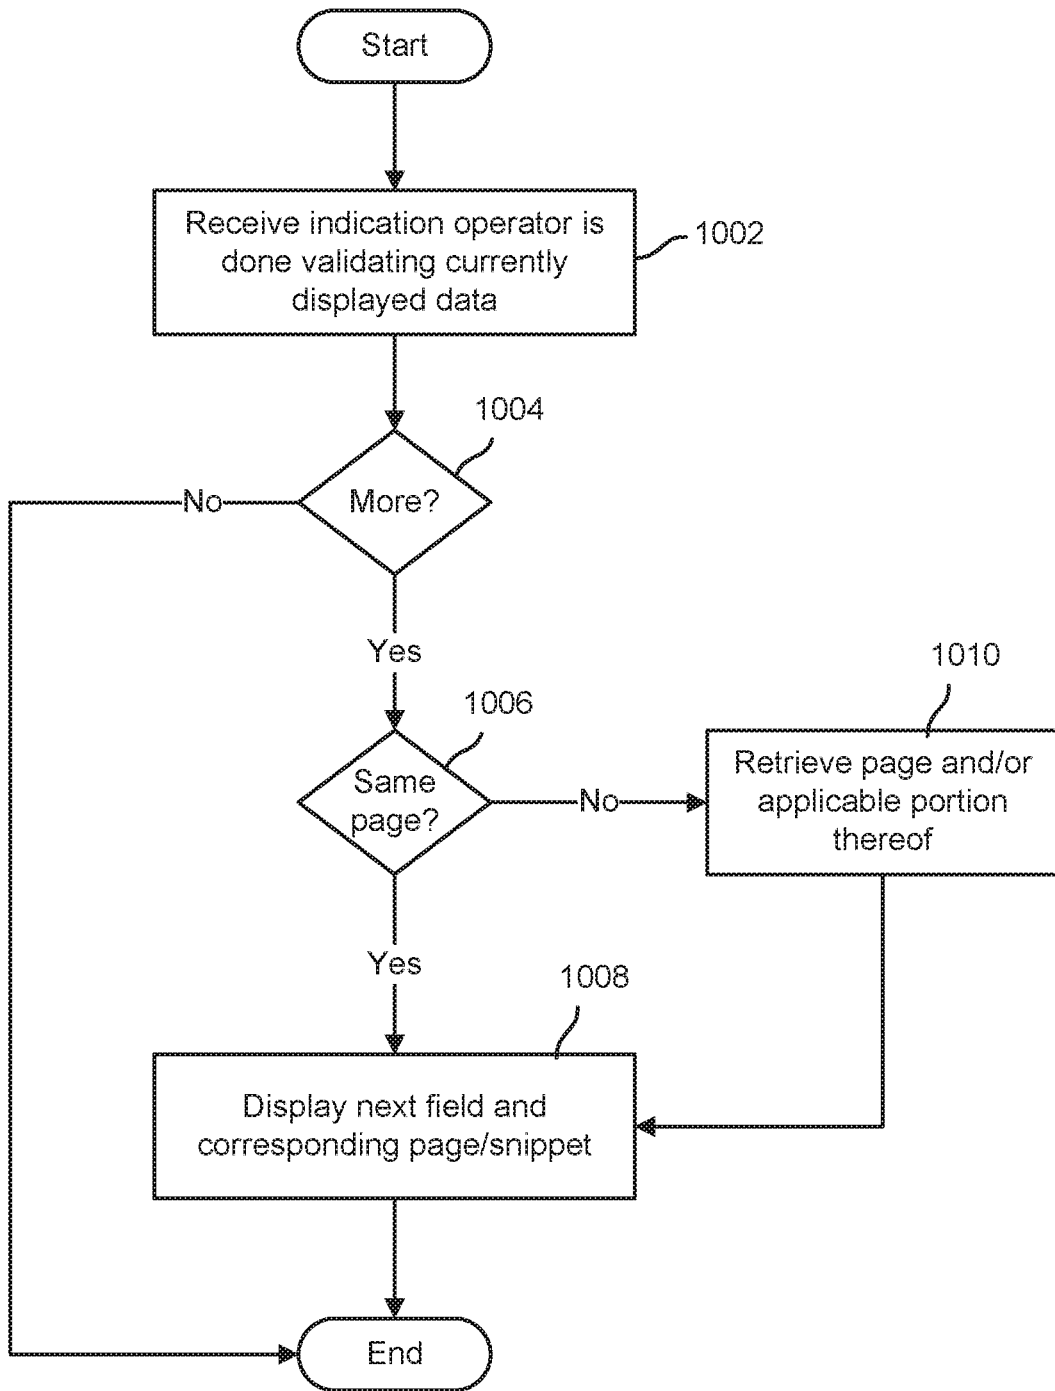 Start
Receive indication operator is
done validating currently
displayed data
1002
1004
More?
No
Yes
1006
Same
page?
No
1010
Retrieve page and/or
applicable portion
thereof
Yes
1008
Display next field and
corresponding page/snippet
End